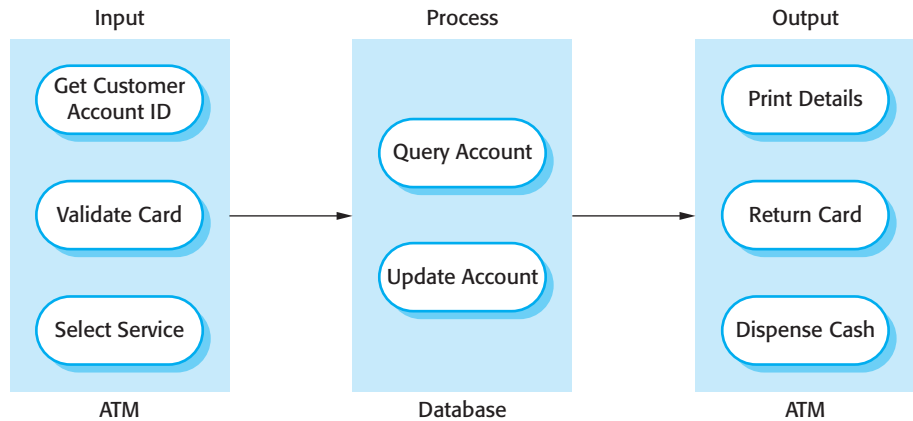 Input
Get Customer
Account ID
Validate Card
Select Service
ATM
Process
Query Account
Update Account
Database
Output
Print Details
Return Card
Dispense Cash
ATM